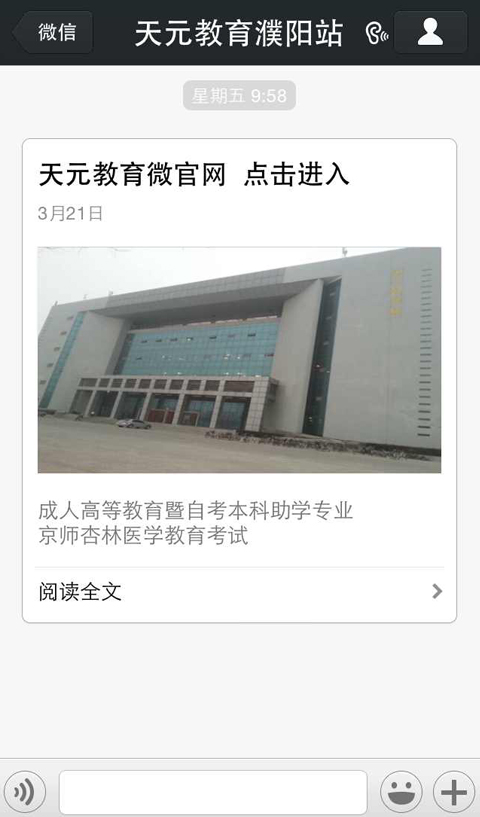 微信
天元教育濮阳站
星期五 9:58
天元教育微官网 点击进入
3月21日
成人高等教育暨自考本科助学专业
京师杏林医学教育考试
阅读全文